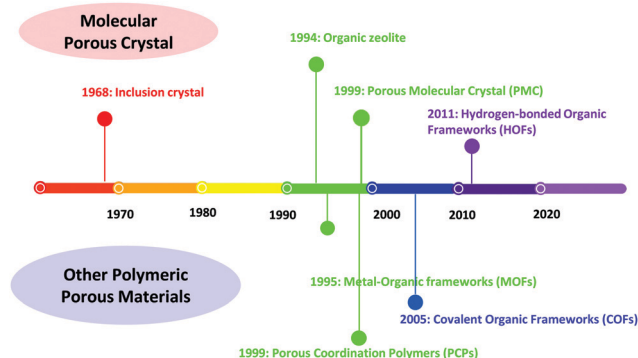 Molecular
Porous Crystal
1994: Organic zeolite
1968: Inclusion crystal
1999: Porous Molecular Crystal (PMC)
2011: Hydrogen-bonded Organic
Frameworks (HOFs)
1970
1980
1990
2000
2010
2020
Other Polymeric
Porous Materials
1995: Metal-Organic frameworks (MOFs)
2005: Covalent Organic Frameworks (COFs)
1999: Porous Coordination Polymers (PCPs)